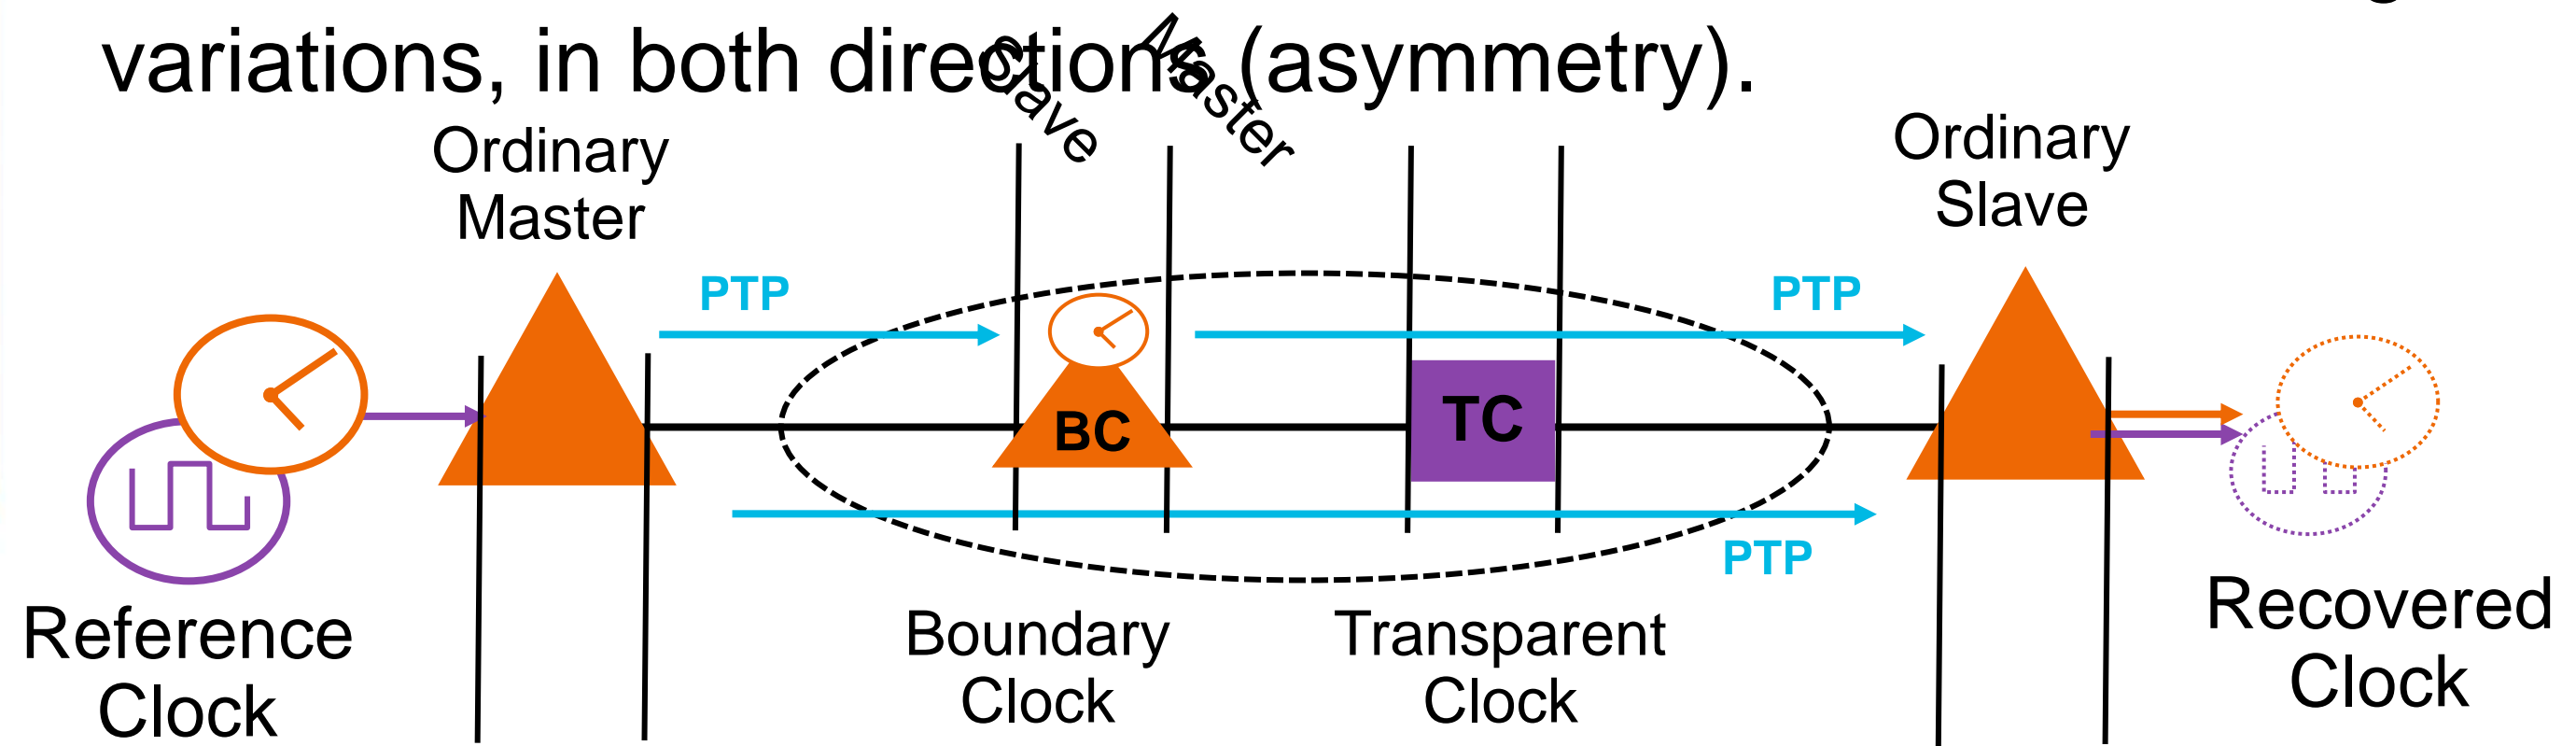 variations, in both directions (asymmetry).
Slave
Master
Ordinary
Master
Ordinary
Slave
PTP
PTP
BC
TC
PTP
Reference
Clock
Boundary
Clock
Transparent
Clock
Recovered
Clock